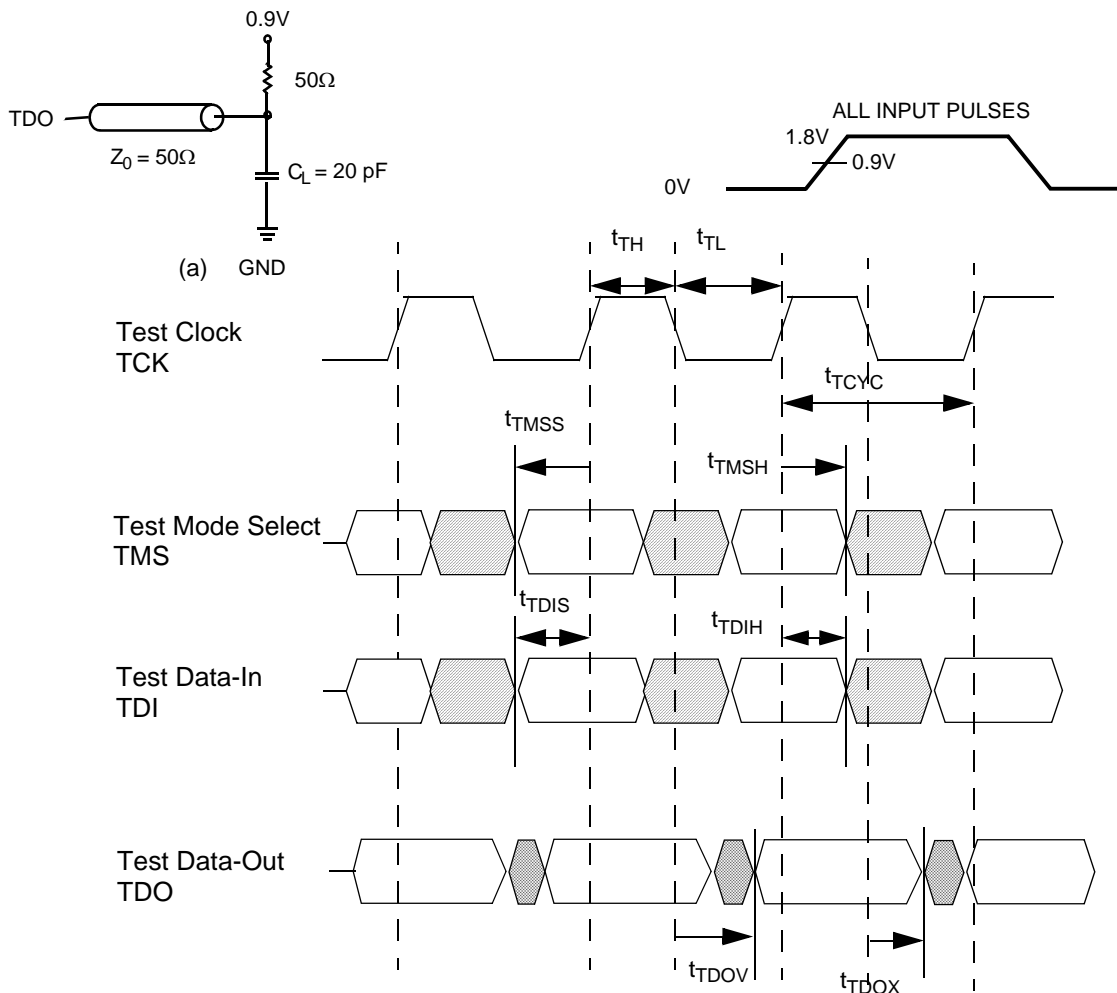 0.9V
50Ω
TDO
Z0 = 50Ω
CL = 20 pF
(a) GND
ALL INPUT PULSES
1.8V
0.9V
0V
tTH
tTL
Test Clock
TCK
tTCYC
tTMSS
tTMSH
Test Mode Select
TMS
tTDIS
tTDIH
Test Data-In
TDI
Test Data-Out
TDO
tTDOV
tTDOX